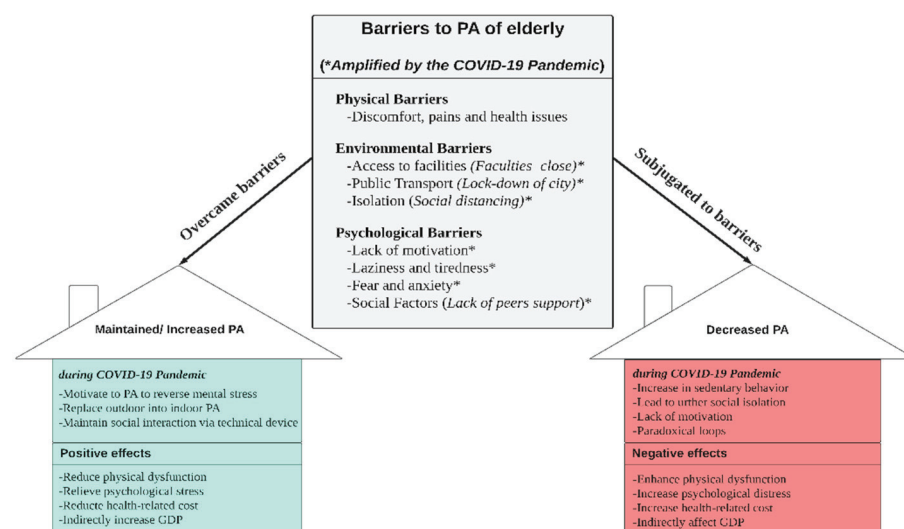 Barriers to PA of elderly
(*Amplified by the COVID-19 Pandemic)
Physical Barriers
-Discomfort, pains and health issues
Environmental Barriers
-Access to facilities (Faculties close)*
-Public Transport (Lock-down of city)*
-Isolation (Social distancing)*
Psychological Barriers
-Lack of motivation*
-Laziness and tiredness*
-Fear and anxiety*
-Social Factors (Lack of peers support)*
Overcame barriers
Subjugated to barriers
Maintained/ Increased PA
during COVID-19 Pandemic
-Motivate to PA to reverse mental stress
-Replace outdoor into indoor PA
-Maintain social interaction via technical device
Positive effects
-Reduce physical dysfunction
-Relieve psychological stress
-Reducte health-related cost
-Indirectly increase GDP
Decreased PA
during COVID-19 Pandemic
-Increase in sedentary behavior
-Lead to urther social isolation
-Lack of motivation
-Paradoxical loops
Negative effects
-Enhance physical dysfunction
-Increase psychological distress
-Increase health-related cost
-Indirectly affect GDP